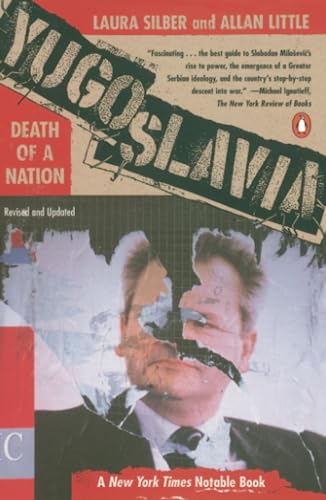 LAURA SILBER and ALLAN LITTLE
"Fascinating . . . the best guide to Slobodan Milošević's
rise to power, the emergence of a Greater
Serbian ideology, and the country's step-by-step
descent into war." —Michael Ignatieff,
The New York Review of Books
YUGOSLAVIA
DEATH OF A
NATION
Revised and Updated
IC
A New York Times Notable Book